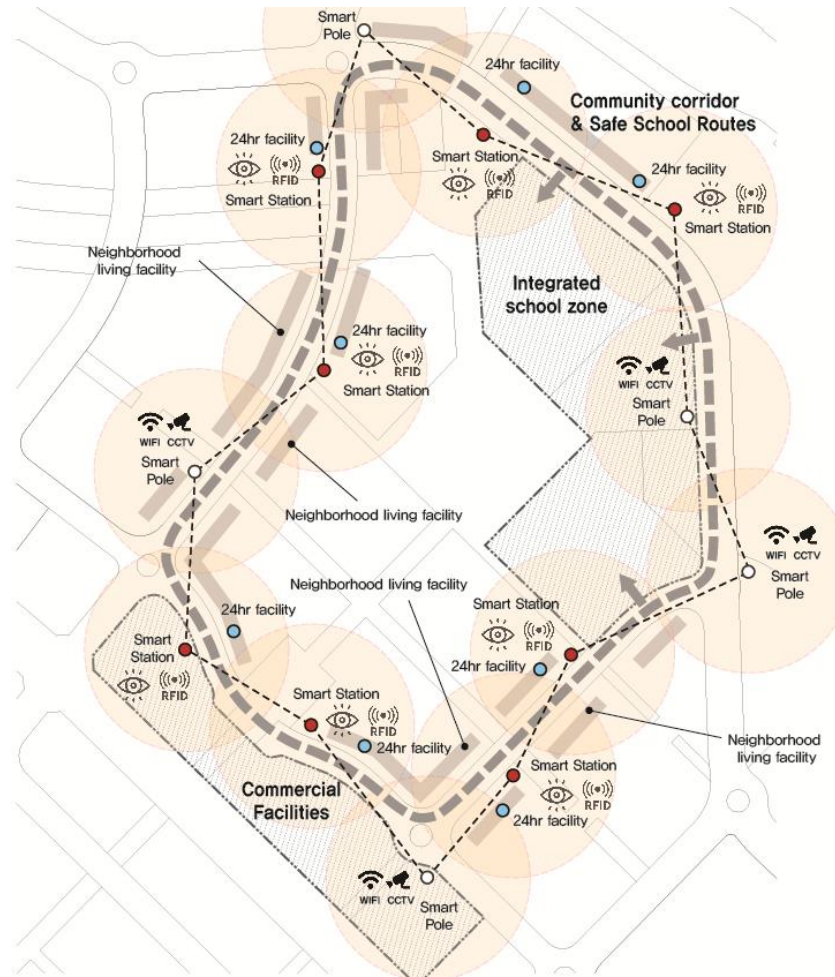 Smart
Pole
24hr facility
Community corridor
& Safe School Routes
24hr facility
RFID
Smart Station
Smart Station
RFID
24hr facility
RFID
Smart Station
Neighborhood
living facility
Integrated
school zone
24hr facility
RFID
Smart Station
WIFI CCTV
Smart
Pole
WIFI CCTV
Smart
Pole
Neighborhood living facility
WIFI CCTV
Smart
Pole
Neighborhood living facility
24hr facility
Smart Station
RFID
24hr facility
Smart
Station
RFID
Smart Station
RFID
24hr facility
Neighborhood
living facility
Smart Station
RFID
24hr facility
Commercial
Facilities
WIFI CCTV
Smart
Pole